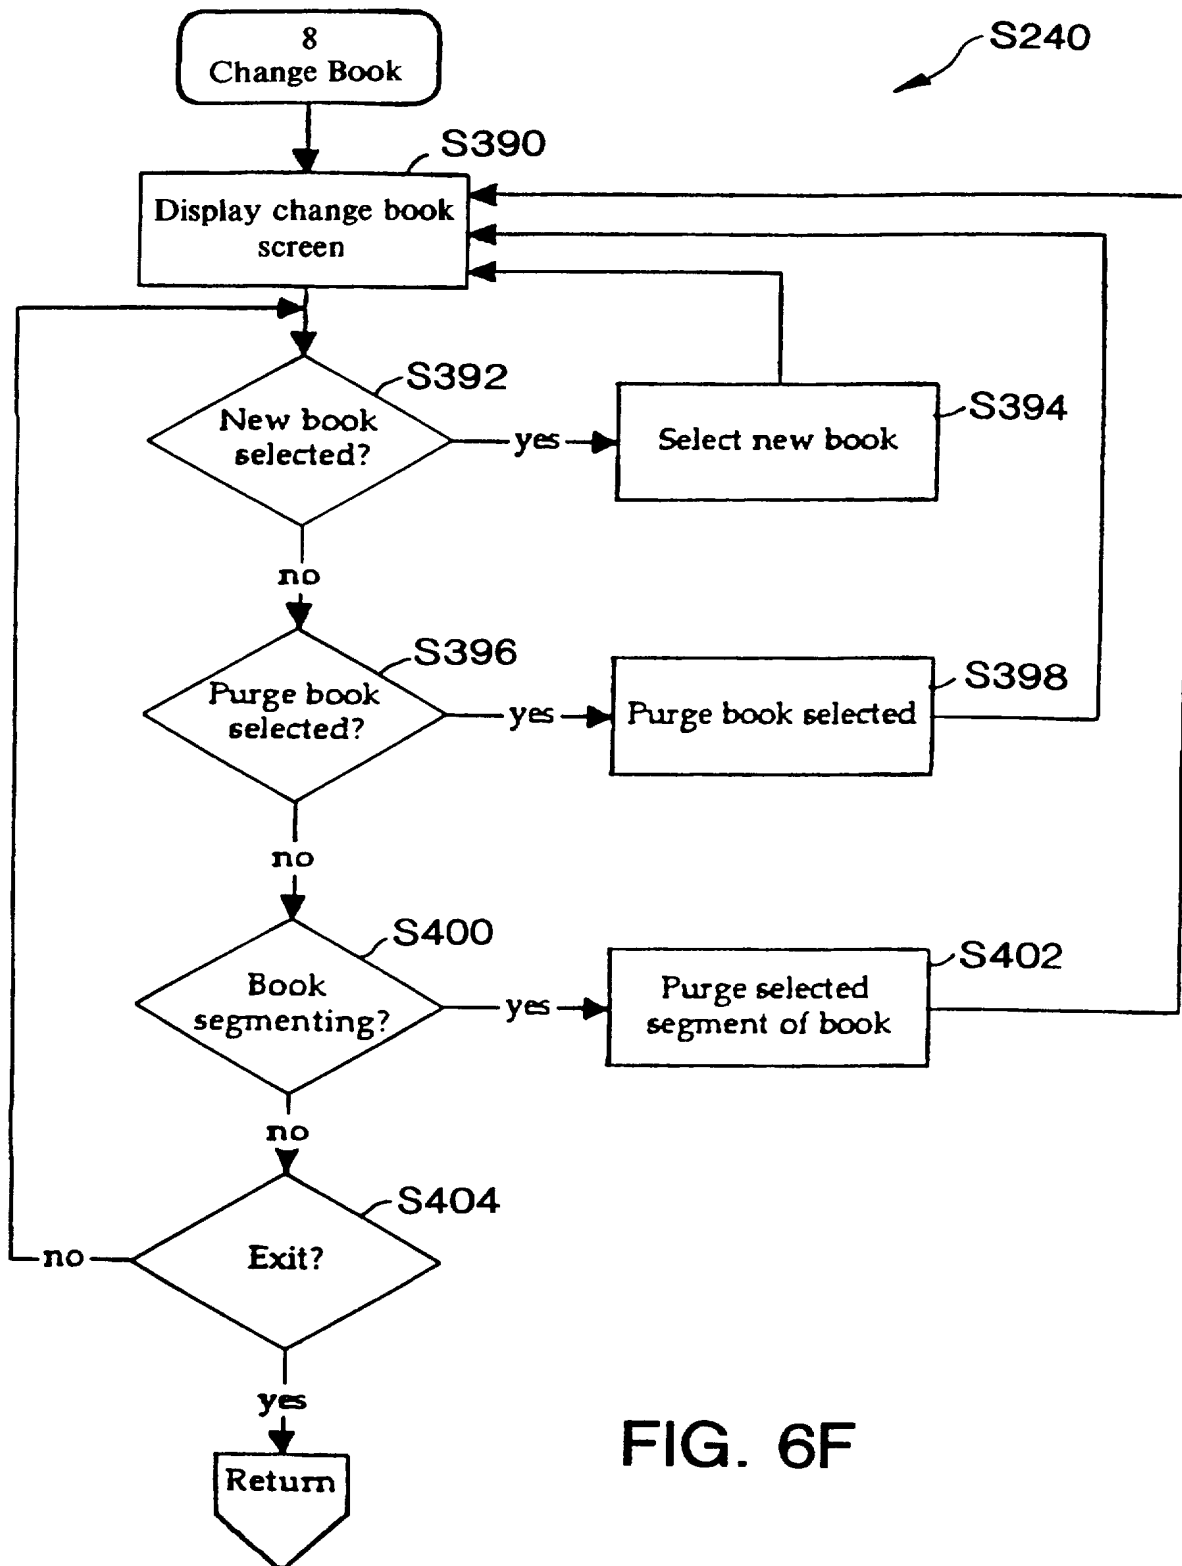 8
Change Book
S240
S390
Display change book
screen
S392
New book
selected?
yes
Select new book
S394
no
S396
Purge book
selected?
yes
Purge book selected
S398
no
S400
Book
segmenting?
yes
Purge selected
segment of book
S402
no
S404
Exit?
no
yes
Return
FIG. 6F